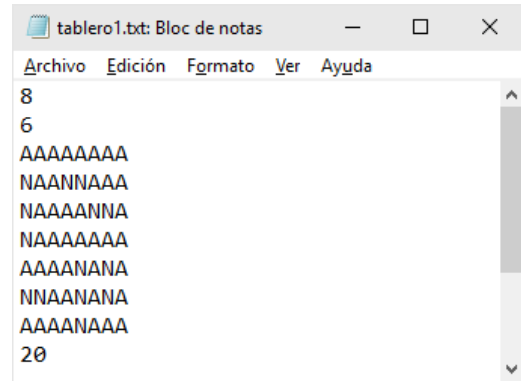 tablero1.txt: Bloc de notas
Archivo Edición Formato Ver Ayuda
8
6
AAAAAAAA
NAANNAAA
NAAAANNA
NAAAAAAA
AAAANANA
NNAANANA
AAAANAAA
20